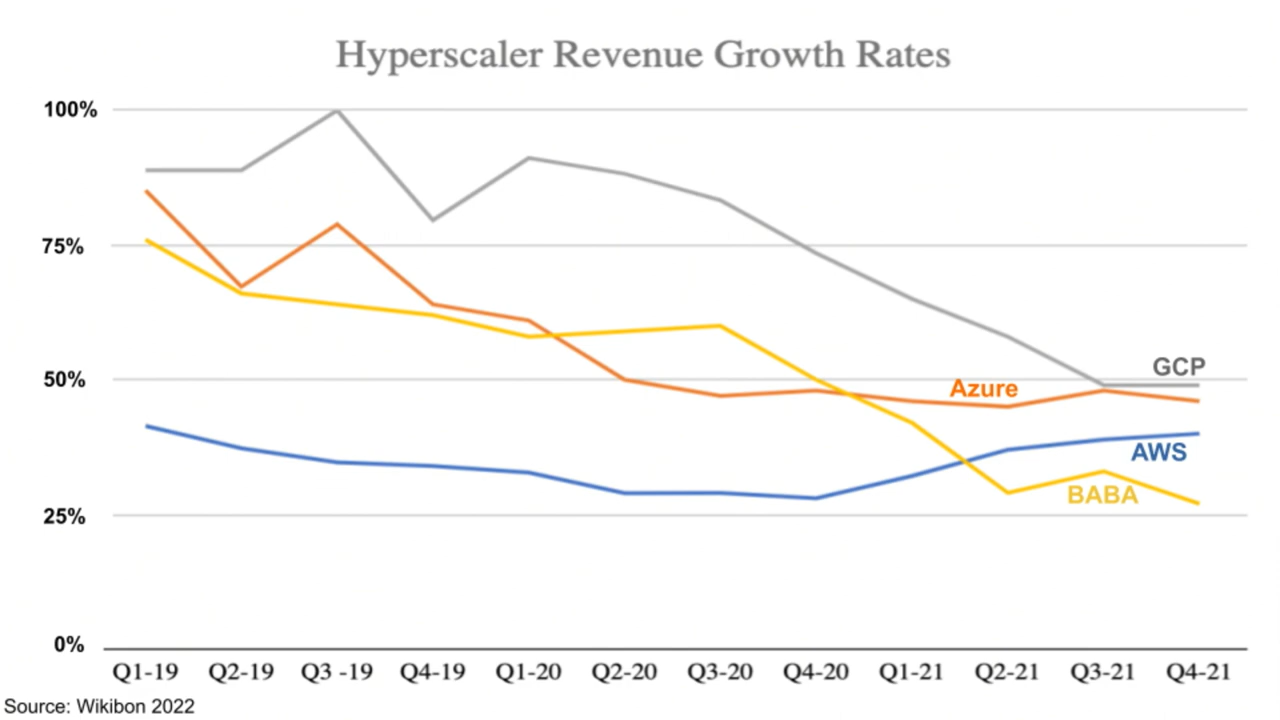 Hyperscaler Revenue Growth Rates
100%
75%
50%
25%
0%
GCP
Azure
AWS
BABA
Q1-19 Q2-19 Q3 -19 Q4-19 Q1-20 Q2-20 Q3-20 Q4-20 Q1-21 Q2-21 Q3-21 Q4-21
Source: Wikibon 2022